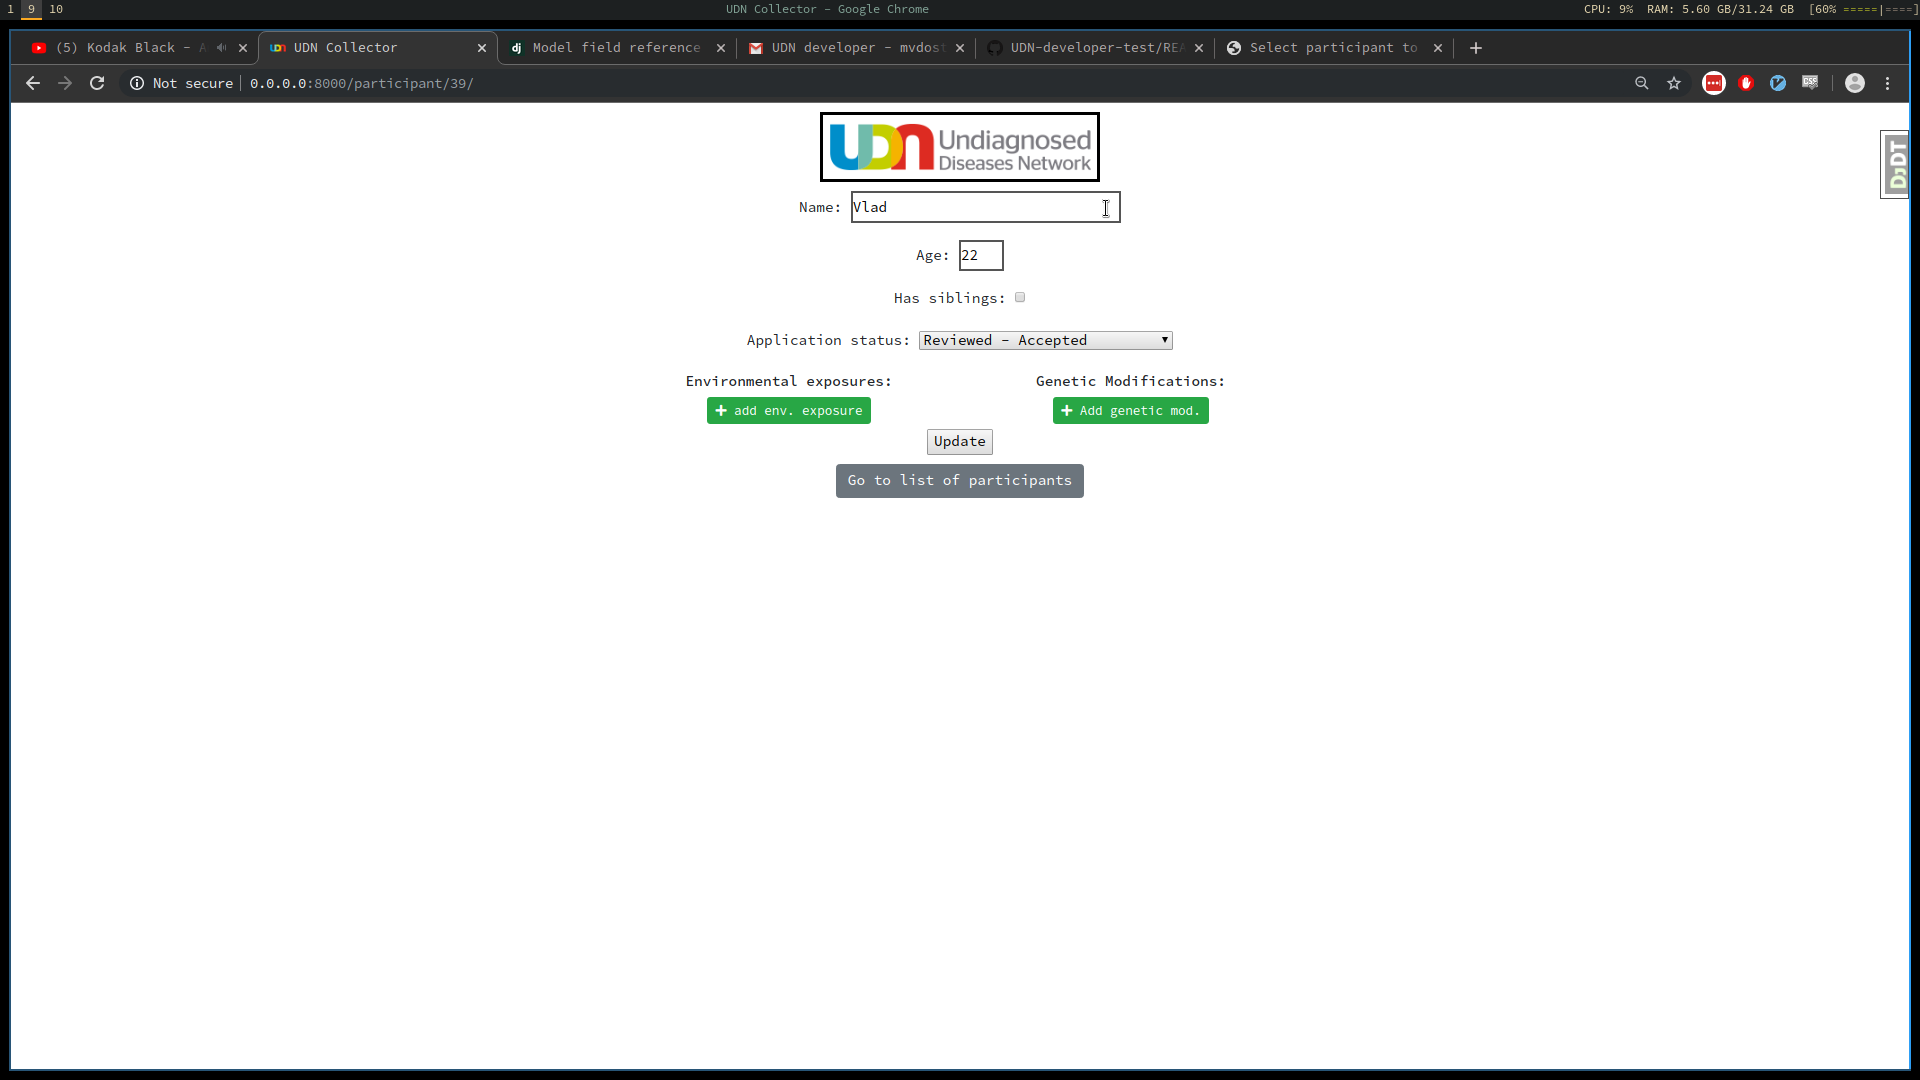 1 9 10 UDN Collector - Google Chrome CPU: 9% RAM: 5.60 GB/31.24 GB [60% =====|====]
(5) Kodak Black - A UDN Collector Model field reference UDN developer - mvdost UDN-developer-test/REA Select participant to
Not secure 0.0.0.0:8000/participant/39/
UDN Undiagnosed
Diseases Network
DJDT
Name: Vlad
Age: 22
Has siblings:
Application status: Reviewed - Accepted
Environmental exposures: Genetic Modifications:
+ add env. exposure + Add genetic mod.
Update
Go to list of participants